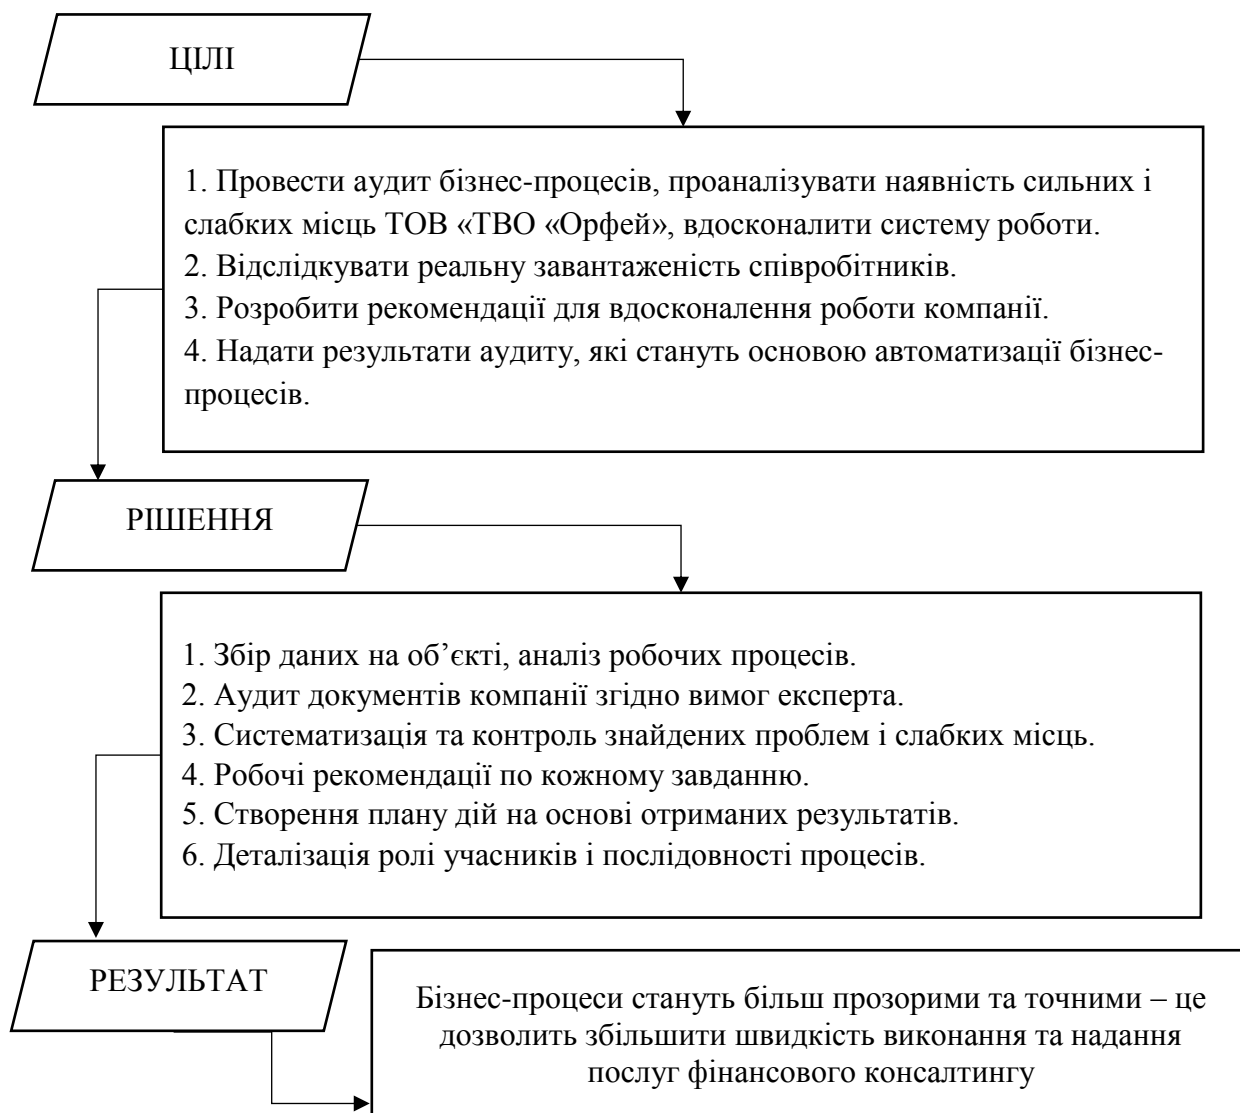 ЦІЛІ
1. Провести аудит бізнес-процесів, проаналізувати наявність сильних і
слабких місць ТОВ «ТВО «Орфей», вдосконалити систему роботи.
2. Відслідкувати реальну завантаженість співробітників.
3. Розробити рекомендації для вдосконалення роботи компанії.
4. Надати результати аудиту, які стануть основою автоматизації бізнес-
процесів.
РІШЕННЯ
1. Збір даних на об’єкті, аналіз робочих процесів.
2. Аудит документів компанії згідно вимог експерта.
3. Систематизація та контроль знайдених проблем і слабких місць.
4. Робочі рекомендації по кожному завданню.
5. Створення плану дій на основі отриманих результатів.
6. Деталізація ролі учасників і послідовності процесів.
РЕЗУЛЬТАТ
Бізнес-процеси стануть більш прозорими та точними – це
дозволить збільшити швидкість виконання та надання
послуг фінансового консалтингу